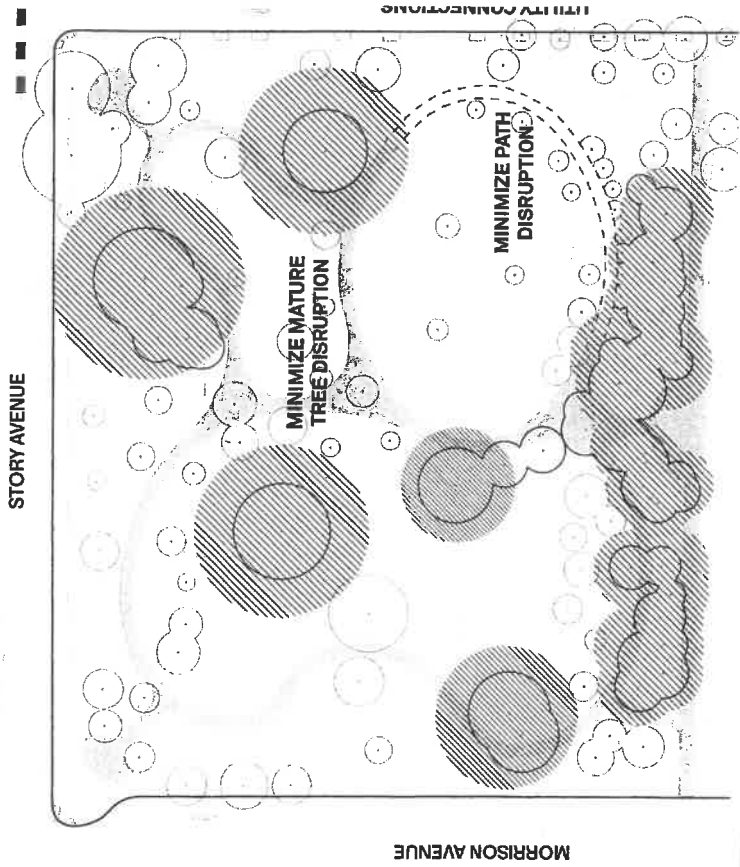 UTILITY CONNECTIONS
MINIMIZE PATH
DISRUPTION
MINIMIZE MATURE
TREE DISRUPTION
STORY AVENUE
MORRISON AVENUE